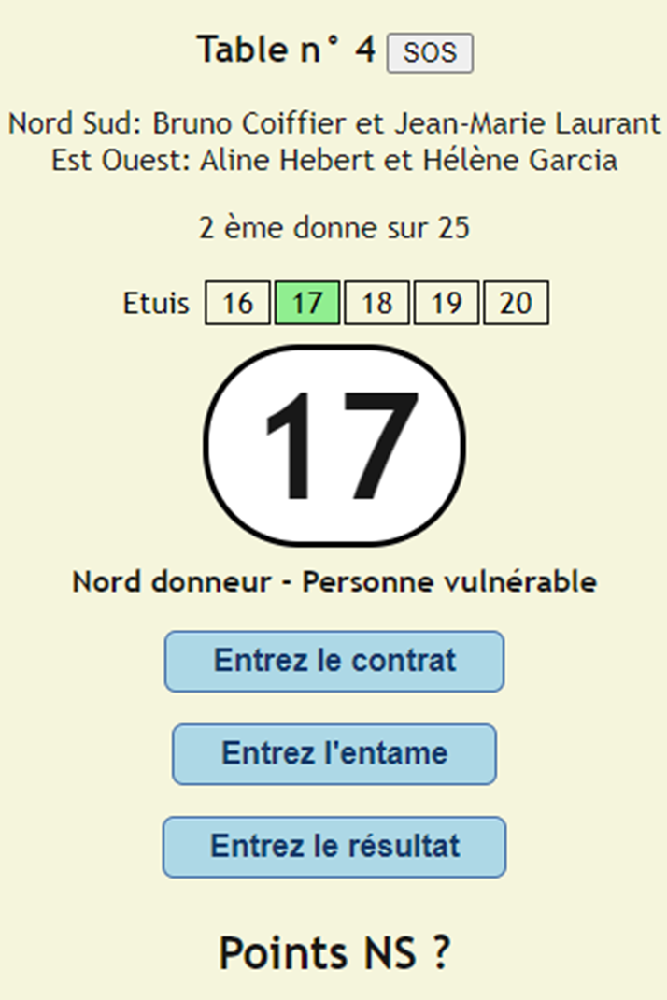 Table n° 4 SOS
Nord Sud: Bruno Coiffier et Jean-Marie Laurant
Est Ouest: Aline Hebert et Hélène Garcia
2 ème donne sur 25
Etuis 16 17 18 19 20
17
Nord donneur - Personne vulnérable
Entrez le contrat
Entrez l'entame
Entrez le résultat
Points NS ?